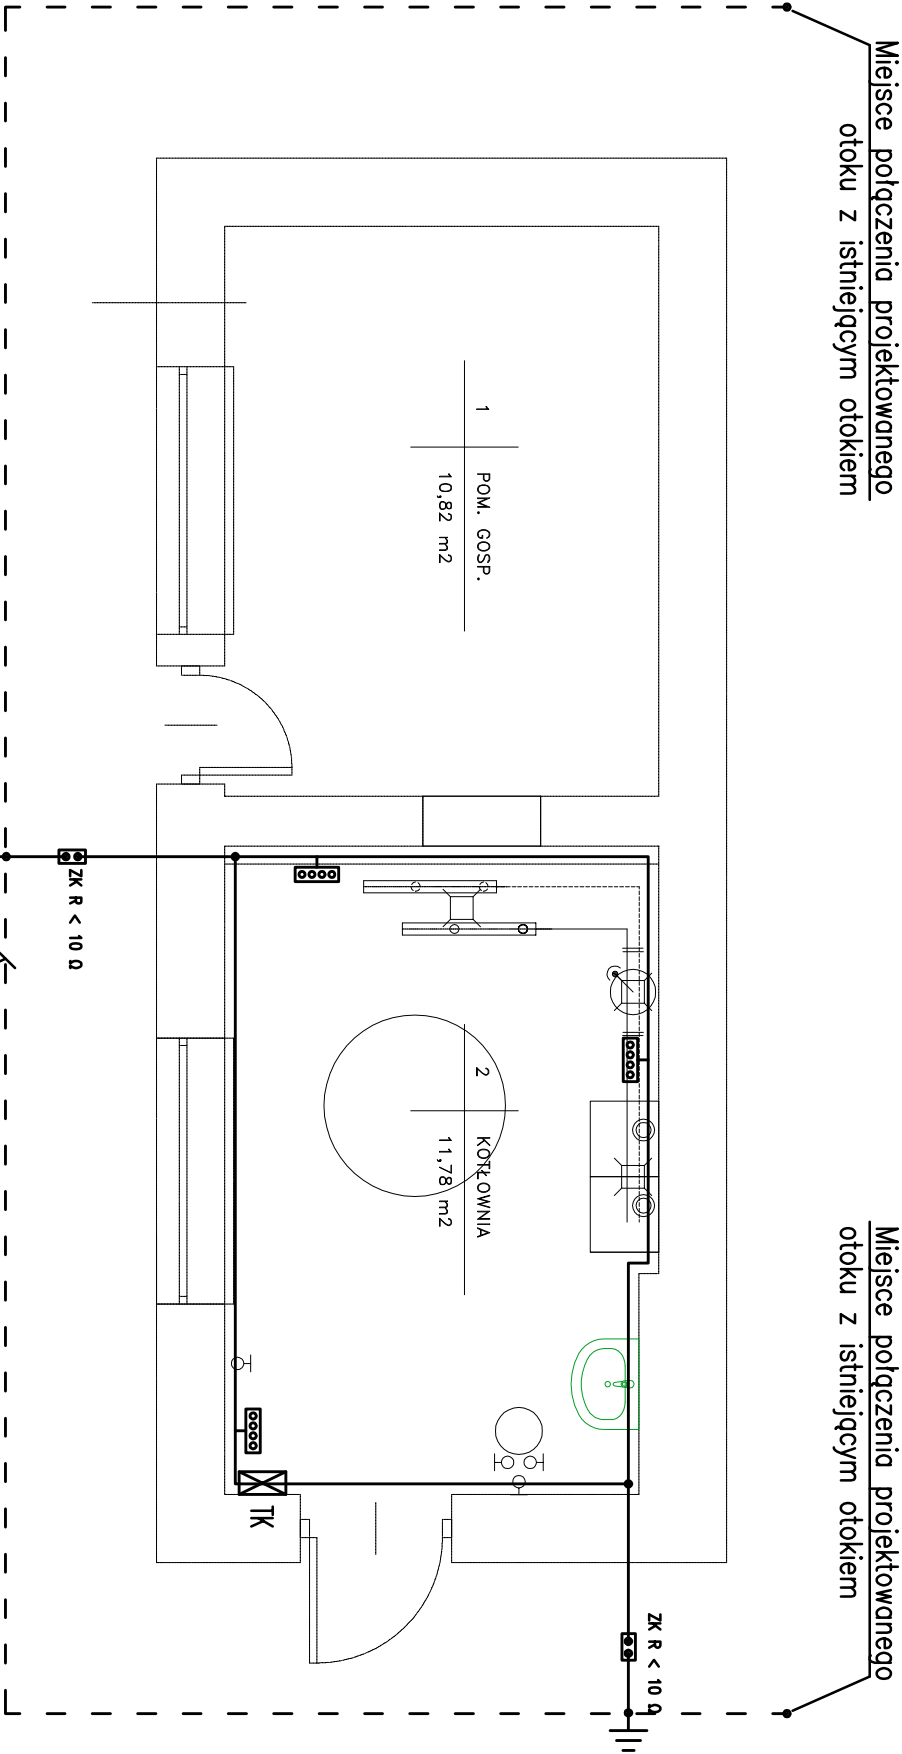 Miejsce połączenia projektowanego
otoku z istniejącym otokiem
1 POM. GOSP.
10,82 m2
ZK R < 10 Ω
2 KOTŁOWNIA
11,78 m2
TK
Miejsce połączenia projektowanego
otoku z istniejącym otokiem
ZK R < 10 Ω